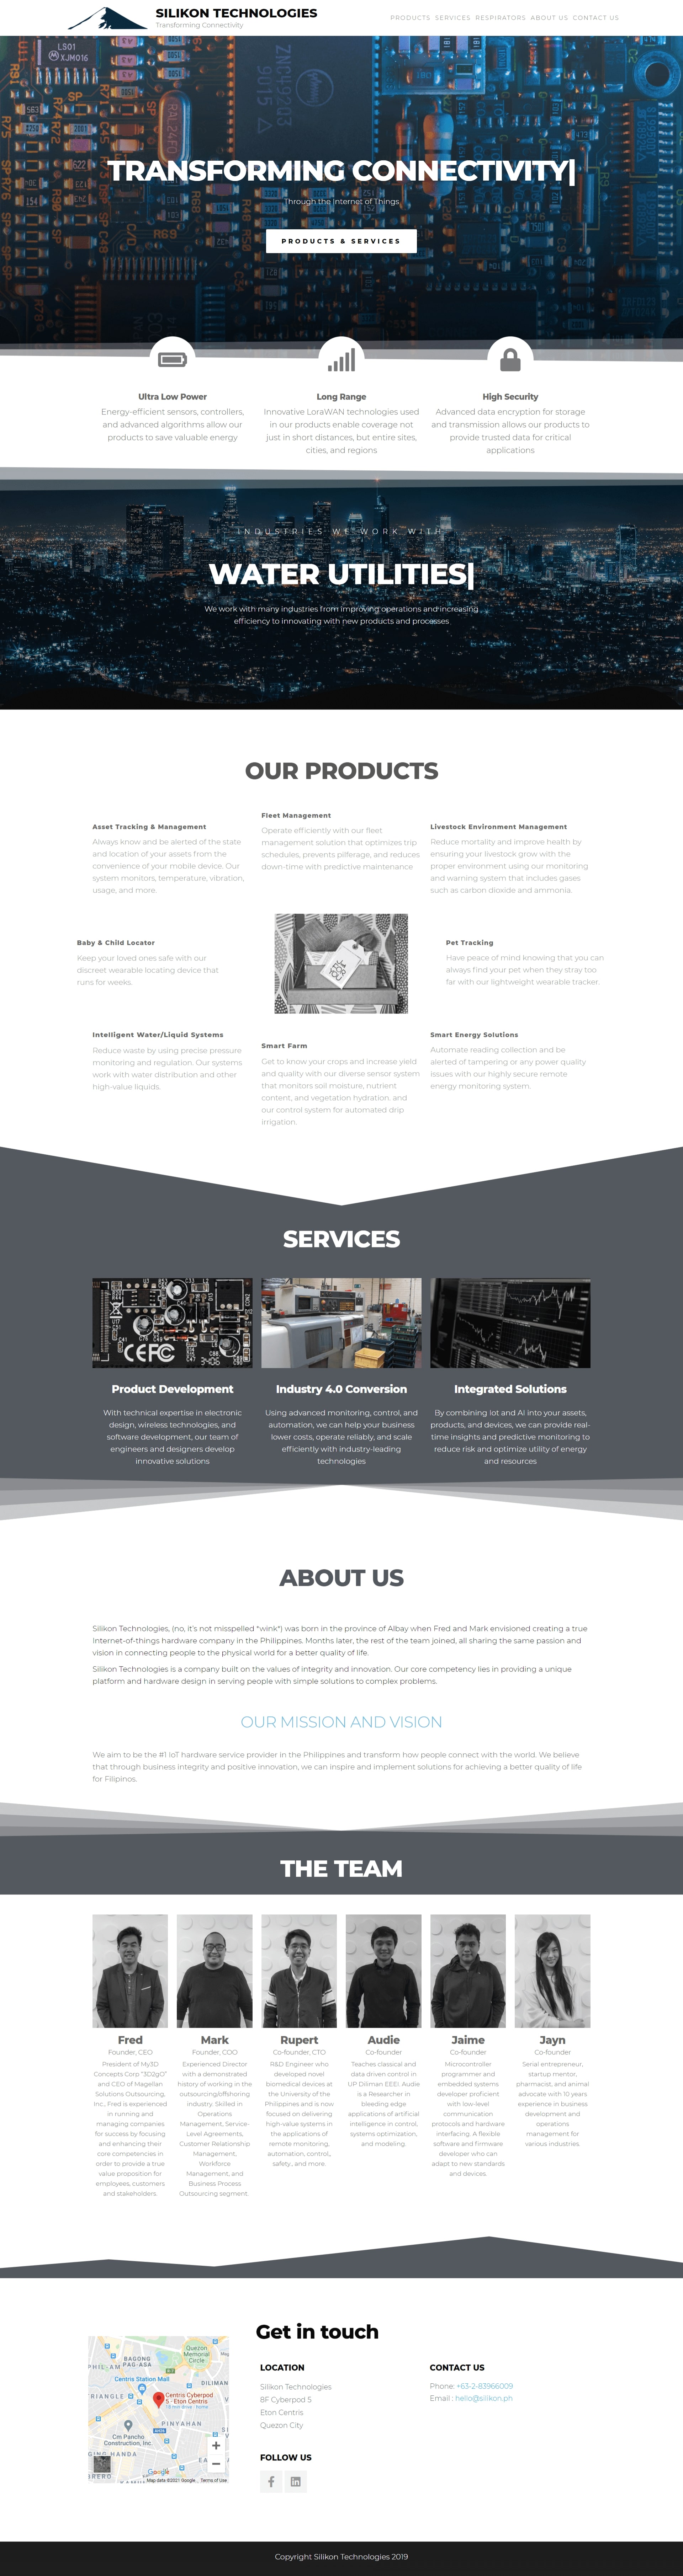 SILIKON TECHNOLOGIES
Transforming Connectivity
PRODUCTS SERVICES RESPIRATORS ABOUT US CONTACT US
TRANSFORMING CONNECTIVITY|
Through the Internet of Things
PRODUCTS & SERVICES
Ultra Low Power
Energy-efficient sensors, controllers,
and advanced algorithms allow our
products to save valuable energy
Long Range
Innovative LoraWAN technologies used
in our products enable coverage not
just in short distances, but entire sites,
cities, and regions
High Security
Advanced data encryption for storage
and transmission allows our products to
provide trusted data for critical
applications
INDUSTRIES WE WORK WITH
WATER UTILITIES|
We work with many industries from improving operations and increasing
efficiency to innovating with new products and processes
OUR PRODUCTS
Asset Tracking & Management
Always know and be alerted of the state
and location of your assets from the
convenience of your mobile device. Our
system monitors, temperature, vibration,
usage, and more.
Fleet Management
Operate efficiently with our fleet
management solution that optimizes trip
schedules, prevents pilferage, and reduces
down-time with predictive maintenance
Livestock Environment Management
Reduce mortality and improve health by
ensuring your livestock grow with the
proper environment using our monitoring
and warning system that includes gases
such as carbon dioxide and ammonia.
Baby & Child Locator
Keep your loved ones safe with our
discreet wearable locating device that
runs for weeks.
Pet Tracking
Have peace of mind knowing that you can
always find your pet when they stray too
far with our lightweight wearable tracker.
Intelligent Water/Liquid Systems
Reduce waste by using precise pressure
monitoring and regulation. Our systems
work with water distribution and other
high-value liquids.
Smart Farm
Get to know your crops and increase yield
and quality with our diverse sensor system
that monitors soil moisture, nutrient
content, and vegetation hydration. and
our control system for automated drip
irrigation.
Smart Energy Solutions
Automate reading collection and be
alerted of tampering or any power quality
issues with our highly secure remote
energy monitoring system.
SERVICES
Product Development
With technical expertise in electronic
design, wireless technologies, and
software development, our team of
engineers and designers develop
innovative solutions
Industry 4.0 Conversion
Using advanced monitoring, control, and
automation, we can help your business
lower costs, operate reliably, and scale
efficiently with industry-leading
technologies
Integrated Solutions
By combining Iot and AI into your assets,
products, and devices, we can provide real-
time insights and predictive monitoring to
reduce risk and optimize utility of energy
and resources
ABOUT US
Silikon Technologies, (no, it's not misspelled *wink*) was born in the province of Albay when Fred and Mark envisioned creating a true
Internet-of-things hardware company in the Philippines. Months later, the rest of the team joined, all sharing the same passion and
vision in connecting people to the physical world for a better quality of life.
Silikon Technologies is a company built on the values of integrity and innovation. Our core competency lies in providing a unique
platform and hardware design in serving people with simple solutions to complex problems.
OUR MISSION AND VISION
We aim to be the #1 IoT hardware service provider in the Philippines and transform how people connect with the world. We believe
that through business integrity and positive innovation, we can inspire and implement solutions for achieving a better quality of life
for Filipinos.
THE TEAM
Fred
Founder, CEO
President of My3D
Concepts Corp "3D2gO"
and CEO of Magellan
Solutions Outsourcing,
Inc., Fred is experienced
in running and
managing companies
for success by focusing
and enhancing their
core competencies in
order to provide a true
value proposition for
employees, customers
and stakeholders.
Mark
Founder, COO
Experienced Director
with a demonstrated
history of working in the
outsourcing/offshoring
industry. Skilled in
Operations
Management, Service-
Level Agreements,
Customer Relationship
Management,
Workforce
Management, and
Business Process
Outsourcing segment.
Rupert
Co-founder, CTO
R&D Engineer who
developed novel
biomedical devices at
the University of the
Philippines and is now
focused on delivering
high-value systems in
the applications of
remote monitoring,
automation, control,
safety , and more.
Audie
Co-founder
Teaches classical and
data driven control in
UP Diliman EEEI. Audie
is a Researcher in
bleeding edge
applications of artificial
intelligence in control,
systems optimization,
and modeling.
Jaime
Co-founder
Microcontroller
programmer and
embedded systems
developer proficient
with low-level
communication
protocols and hardware
interfacing. A flexible
software and firmware
developer who can
adapt to new standards
and devices.
Jayn
Co-founder
Serial entrepreneur,
startup mentor,
pharmacist, and animal
advocate with 10 years
experience in business
development and
operations
management for
various industries.
Get in touch
Quezon
Memorial
Circle
BAGONG
PAG-ASA
Centris Station Mall
DILIMAN
Centris Cyberpod
5 - Eton Centris
PINYAHAN
Cm Pancho
Construction, Inc
Google
Map data ©2021 Google
Terms of Use
LOCATION
Silikon Technologies
8F Cyberpod 5
Eton Centris
Quezon City
CONTACT US
Phone: +63-2-83966009
Email : hello@silikon.ph
FOLLOW US
Copyright Silikon Technologies 2019